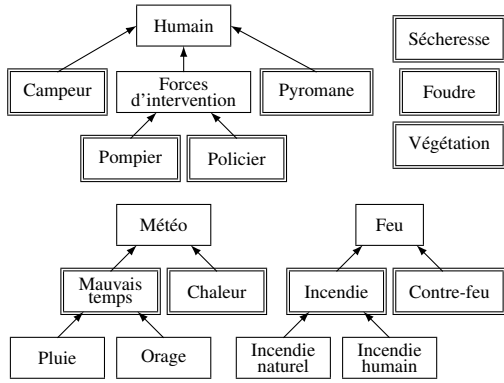 Humain
Sécheresse
Campeur
Forces
d'intervention
Pyromane
Foudre
Pompier
Policier
Végétation
Météo
Feu
Mauvais
temps
Chaleur
Incendie
Contre-feu
Pluie
Orage
Incendie
naturel
Incendie
humain